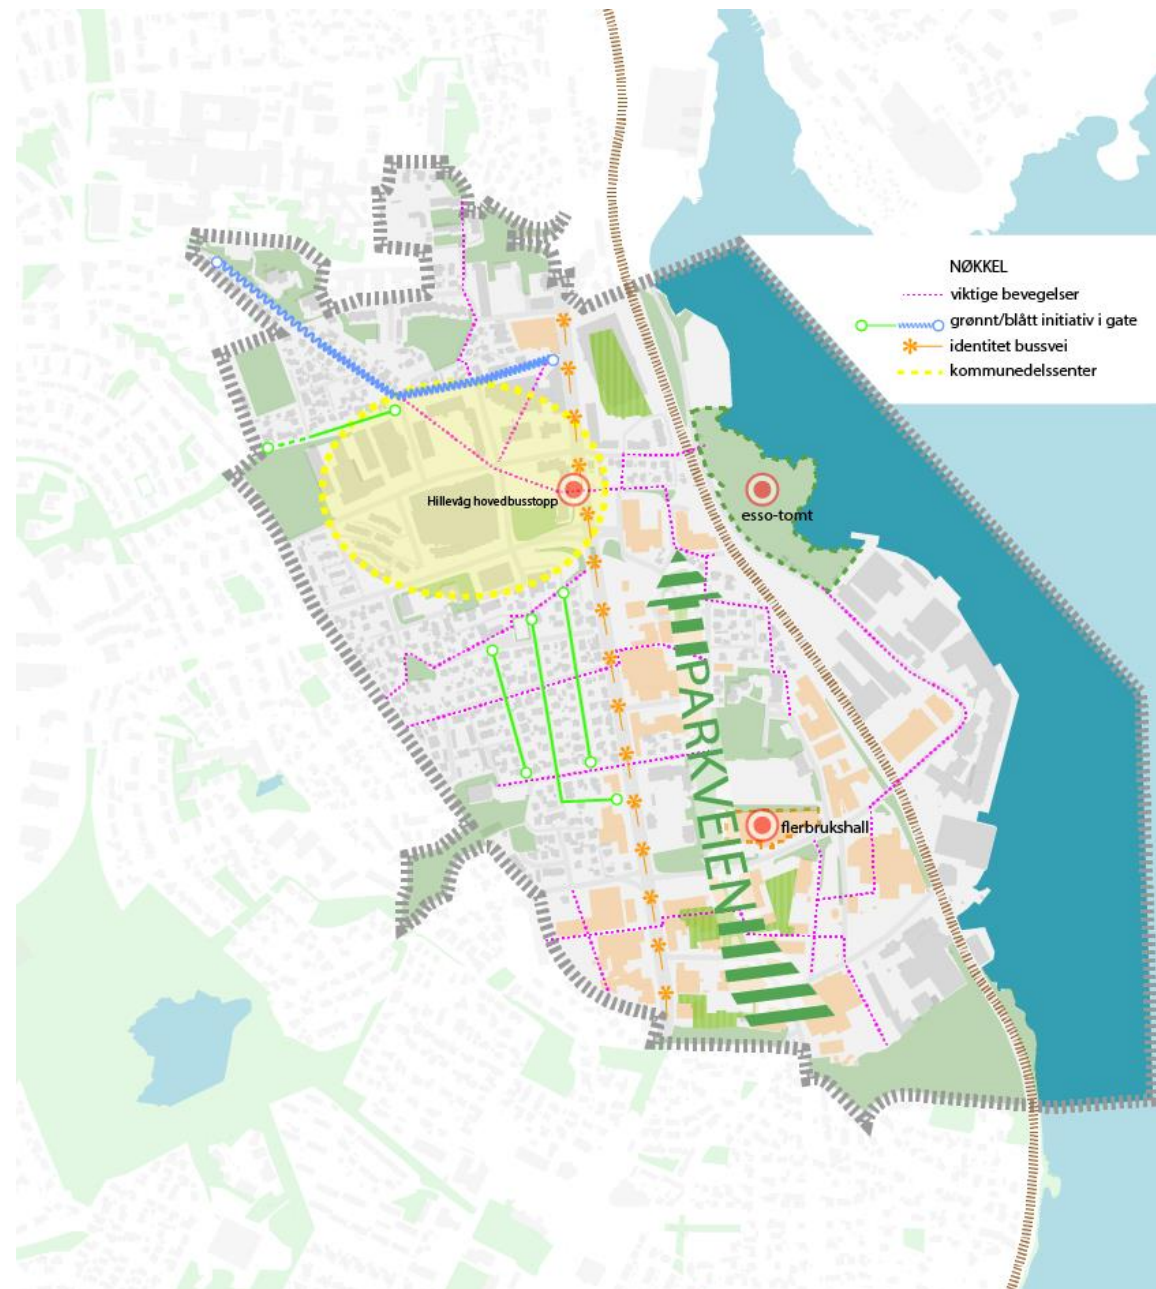 NØKKEL
viktige bevegelser
grønnt/blått initiativ i gate
identitet bussvei
kommunedelssenter
Hillevåg hovedbusstopp
esso-tomt
PARKVEIEN
flerbrukshall